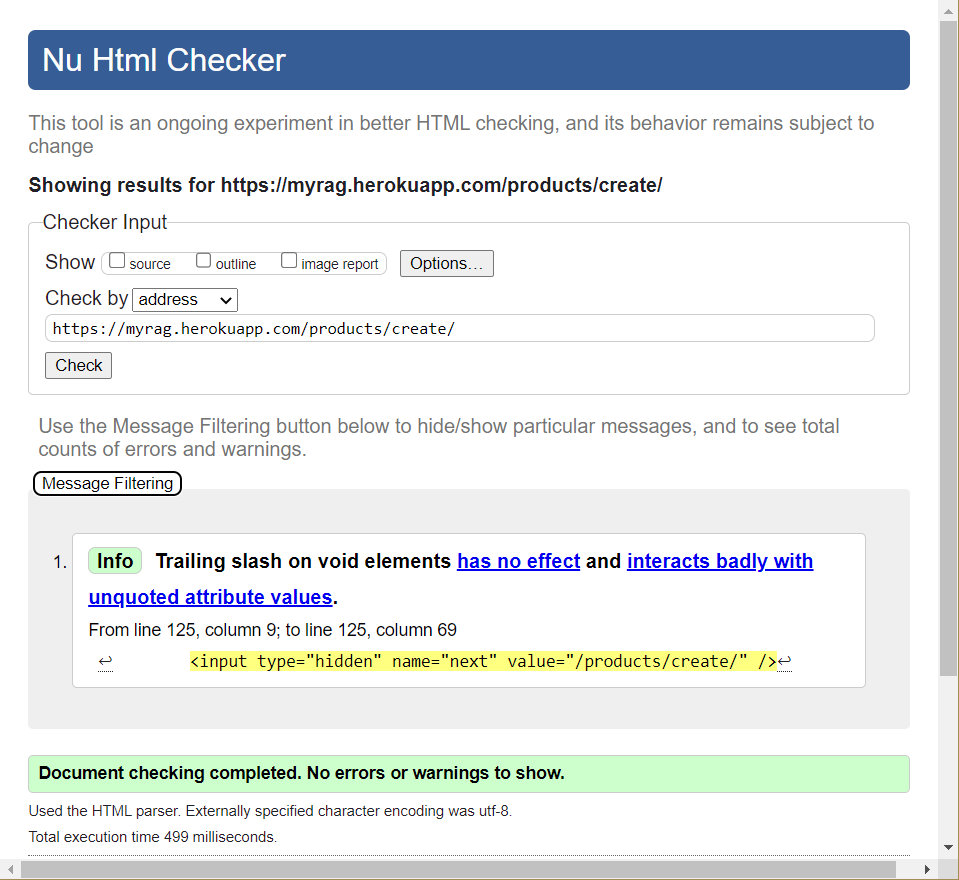 Nu Html Checker
This tool is an ongoing experiment in better HTML checking, and its behavior remains subject to
change
Showing results for https://myrag.herokuapp.com/products/create/
Checker Input
Show source outline image report Options…
Check by address
https://myrag.herokuapp.com/products/create/
Check
Use the Message Filtering button below to hide/show particular messages, and to see total
counts of errors and warnings.
Message Filtering
1. Info Trailing slash on void elements has no effect and interacts badly with
unquoted attribute values.
From line 125, column 9; to line 125, column 69
↩ <input type="hidden" name="next" value="/products/create/" />↩
Document checking completed. No errors or warnings to show.
Used the HTML parser. Externally specified character encoding was utf-8.
Total execution time 499 milliseconds.